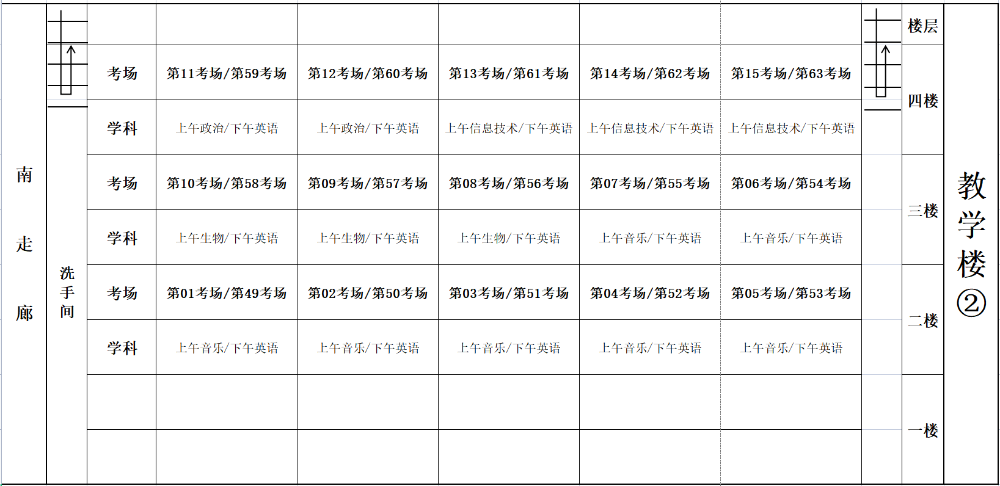 楼层
考场 第11考场/第59考场 第12考场/第60考场 第13考场/第61考场 第14考场/第62考场 第15考场/第63考场
四楼
学科 上午政治/下午英语 上午政治/下午英语 上午信息技术/下午英语 上午信息技术/下午英语 上午信息技术/下午英语
考场 第10考场/第58考场 第09考场/第57考场 第08考场/第56考场 第07考场/第55考场 第06考场/第54考场
三楼
学科 上午生物/下午英语 上午生物/下午英语 上午生物/下午英语 上午音乐/下午英语 上午音乐/下午英语
考场 第01考场/第49考场 第02考场/第50考场 第03考场/第51考场 第04考场/第52考场 第05考场/第53考场
二楼
学科 上午音乐/下午英语 上午音乐/下午英语 上午音乐/下午英语 上午音乐/下午英语 上午音乐/下午英语
一楼
南走廊
洗手间
教学楼②